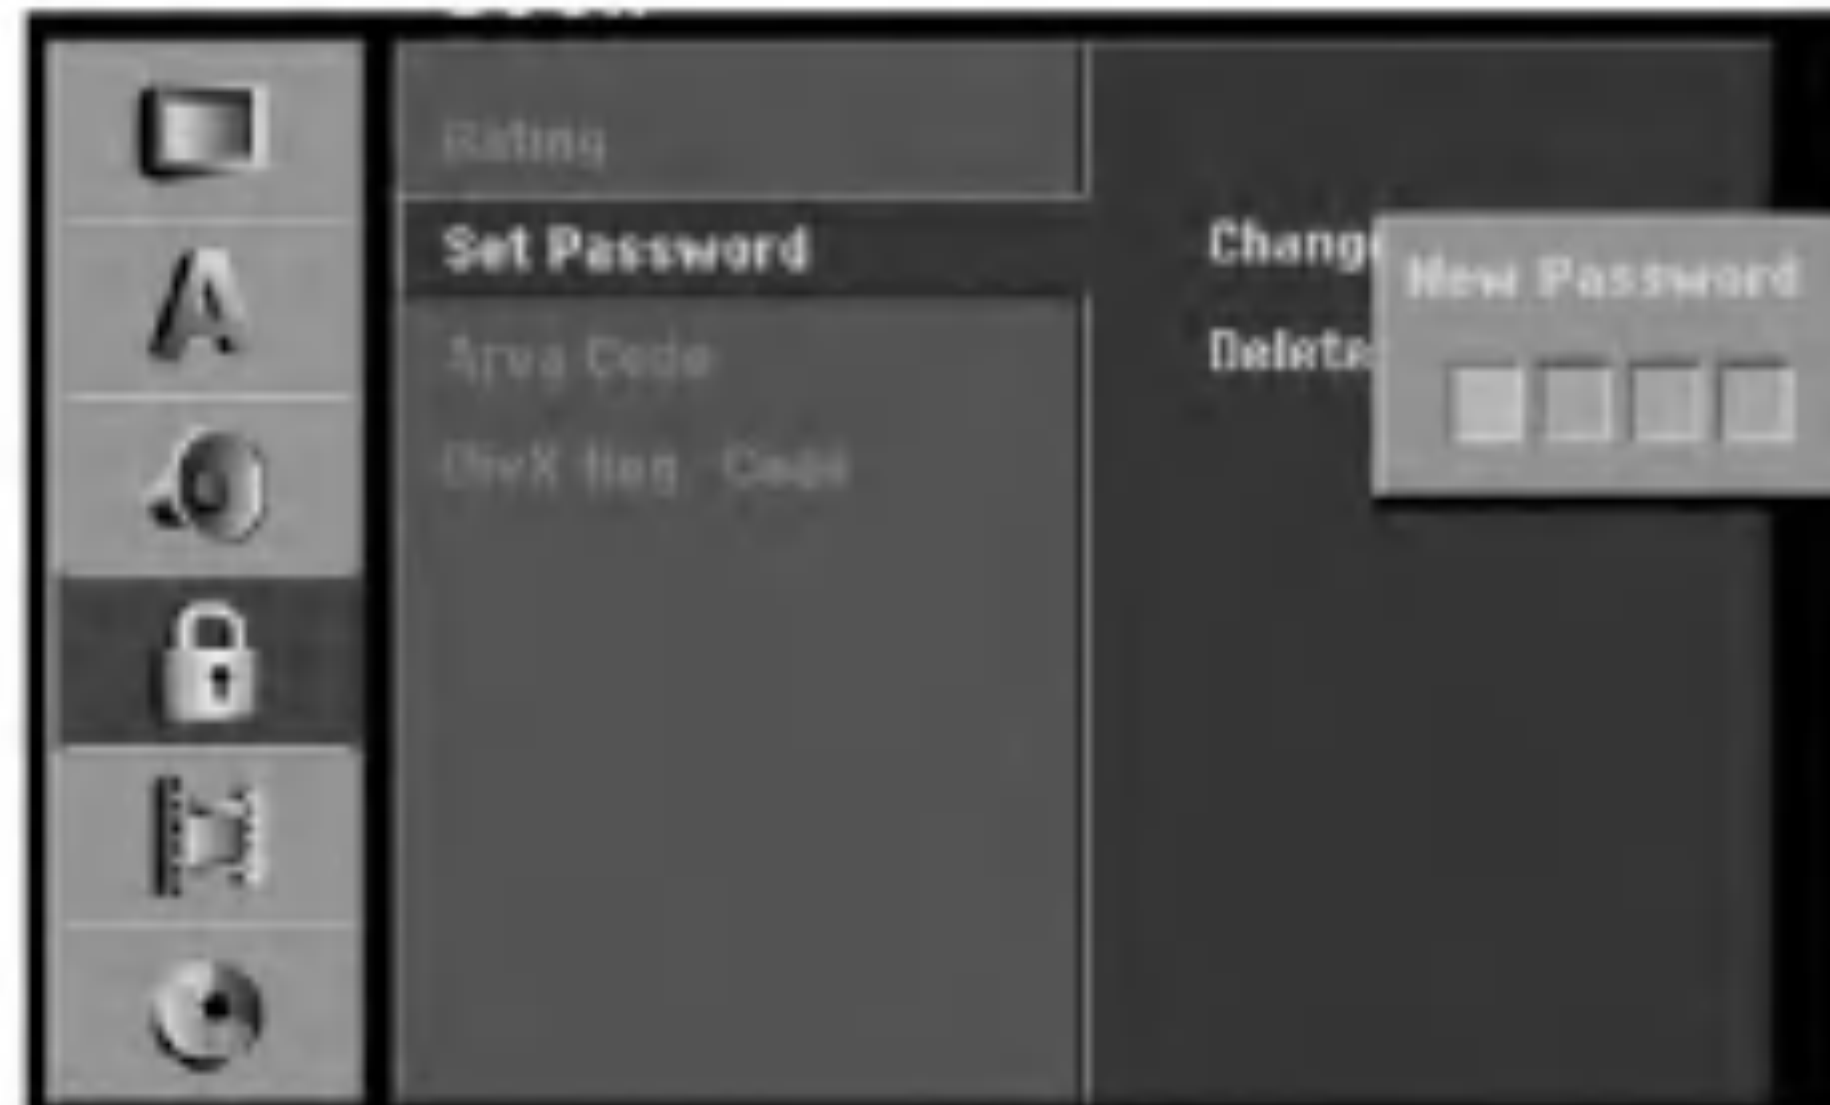 Rating
Set Password
Change
Delete
New Password
Area Code
DivX Reg. Code